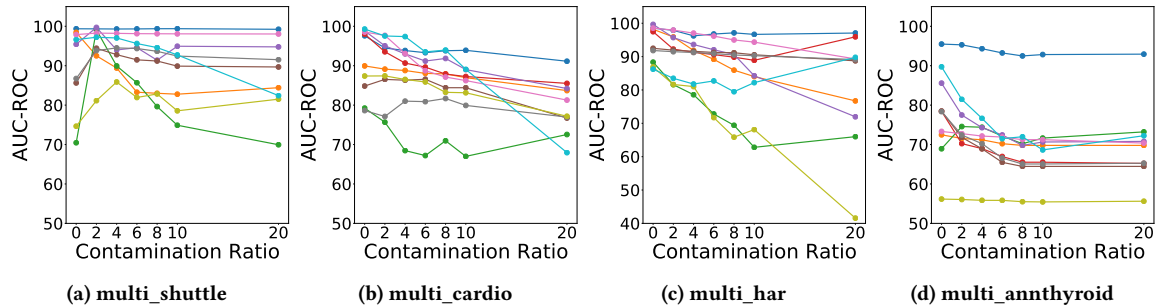 AUC-ROC
100
90
80
70
60
50
0 2 4 6 8 10 20
Contamination Ratio
(a) multi_shuttle
AUC-ROC
100
90
80
70
60
50
0 2 4 6 8 10 20
Contamination Ratio
(b) multi_cardio
AUC-ROC
100
90
80
70
60
50
40
0 2 4 6 8 10 20
Contamination Ratio
(c) multi_har
AUC-ROC
100
90
80
70
60
50
0 2 4 6 8 10 20
Contamination Ratio
(d) multi_annthyroid